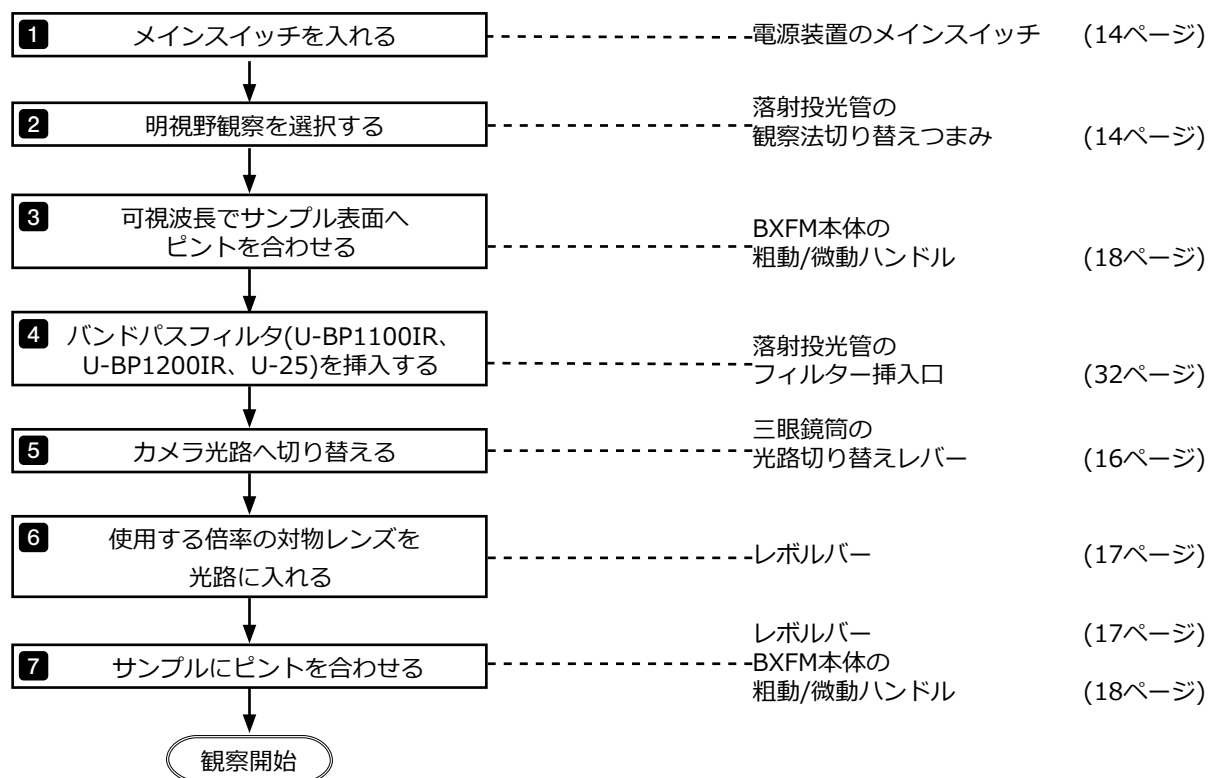 1 メインスイッチを入れる 電源装置のメインスイッチ (14ページ)
2 明視野観察を選択する 落射投光管の
観察法切り替えつまみ (14ページ)
3 可視波長でサンプル表面へ
ピントを合わせる BXFM本体の
粗動/微動ハンドル (18ページ)
4 バンドパスフィルタ(U-BP1100IR、
U-BP1200IR、U-25)を挿入する 落射投光管の
フィルター挿入口 (32ページ)
5 カメラ光路へ切り替える 三眼鏡筒の
光路切り替えレバー (16ページ)
6 使用する倍率の対物レンズを
光路に入れる レボルバー (17ページ)
7 サンプルにピントを合わせる レボルバー (17ページ)
BXFM本体の
粗動/微動ハンドル (18ページ)
観察開始